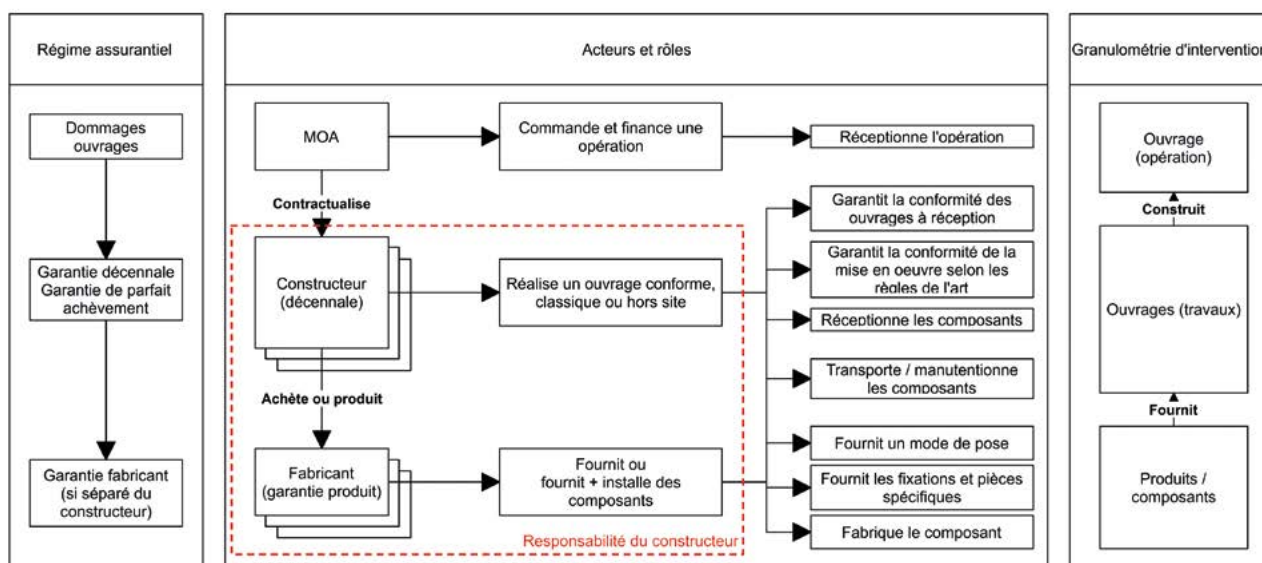 Régime assurantiel
Dommages
ouvrages
Garantie décennale
Garantie de parfait
achèvement
Garantie fabricant
(si séparé du
constructeur)
Acteurs et rôles
MOA
Commande et finance une
opération
Réceptionne l'opération
Contractualise
Constructeur
(décennale)
Réalise un ouvrage conforme,
classique ou hors site
Garantit la conformité des
ouvrages à réception
Garantit la conformité de la
mise en oeuvre selon les
règles de l'art
Réceptionne les composants
Transporte / manutentionne
les composants
Achète ou produit
Fabricant
(garantie produit)
Fournit ou
fournit + installe des
composants
Fournit un mode de pose
Fournit les fixations et pièces
spécifiques
Fabrique le composant
Responsabilité du constructeur
Granulométrie d'intervention
Ouvrage
(opération)
Construit
Ouvrages (travaux)
Fournit
Produits /
composants